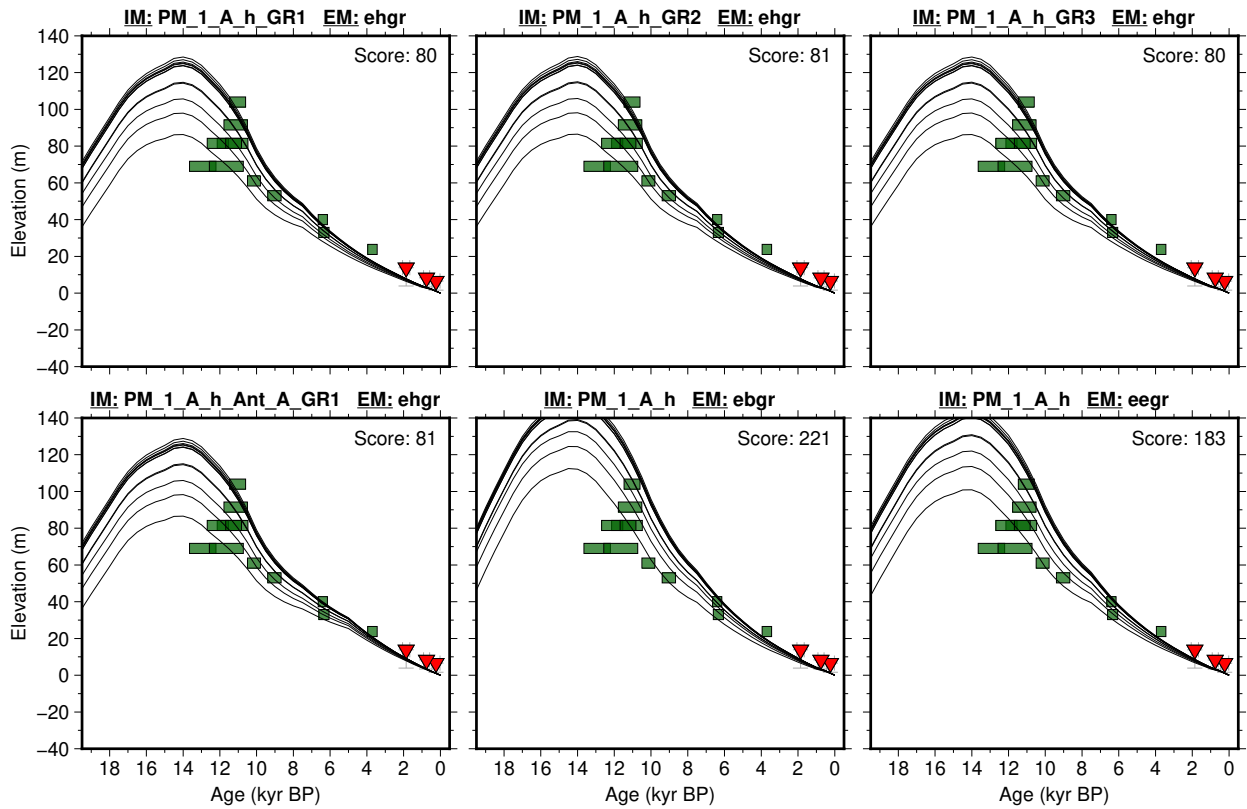 IM: PM_1_A_h_GR1 EM: ehgr
IM: PM_1_A_h_GR2 EM: ehgr
IM: PM_1_A_h_GR3 EM: ehgr
Score: 80
Score: 81
Score: 80
140
120
100
80
60
40
20
0
−20
−40
Elevation (m)
IM: PM_1_A_h_Ant_A_GR1 EM: ehgr
IM: PM_1_A_h EM: ebgr
IM: PM_1_A_h EM: eegr
Score: 81
Score: 221
Score: 183
140
120
100
80
60
40
20
0
−20
−40
Elevation (m)
18 16 14 12 10 8 6 4 2 0
18 16 14 12 10 8 6 4 2 0
18 16 14 12 10 8 6 4 2 0
Age (kyr BP)
Age (kyr BP)
Age (kyr BP)